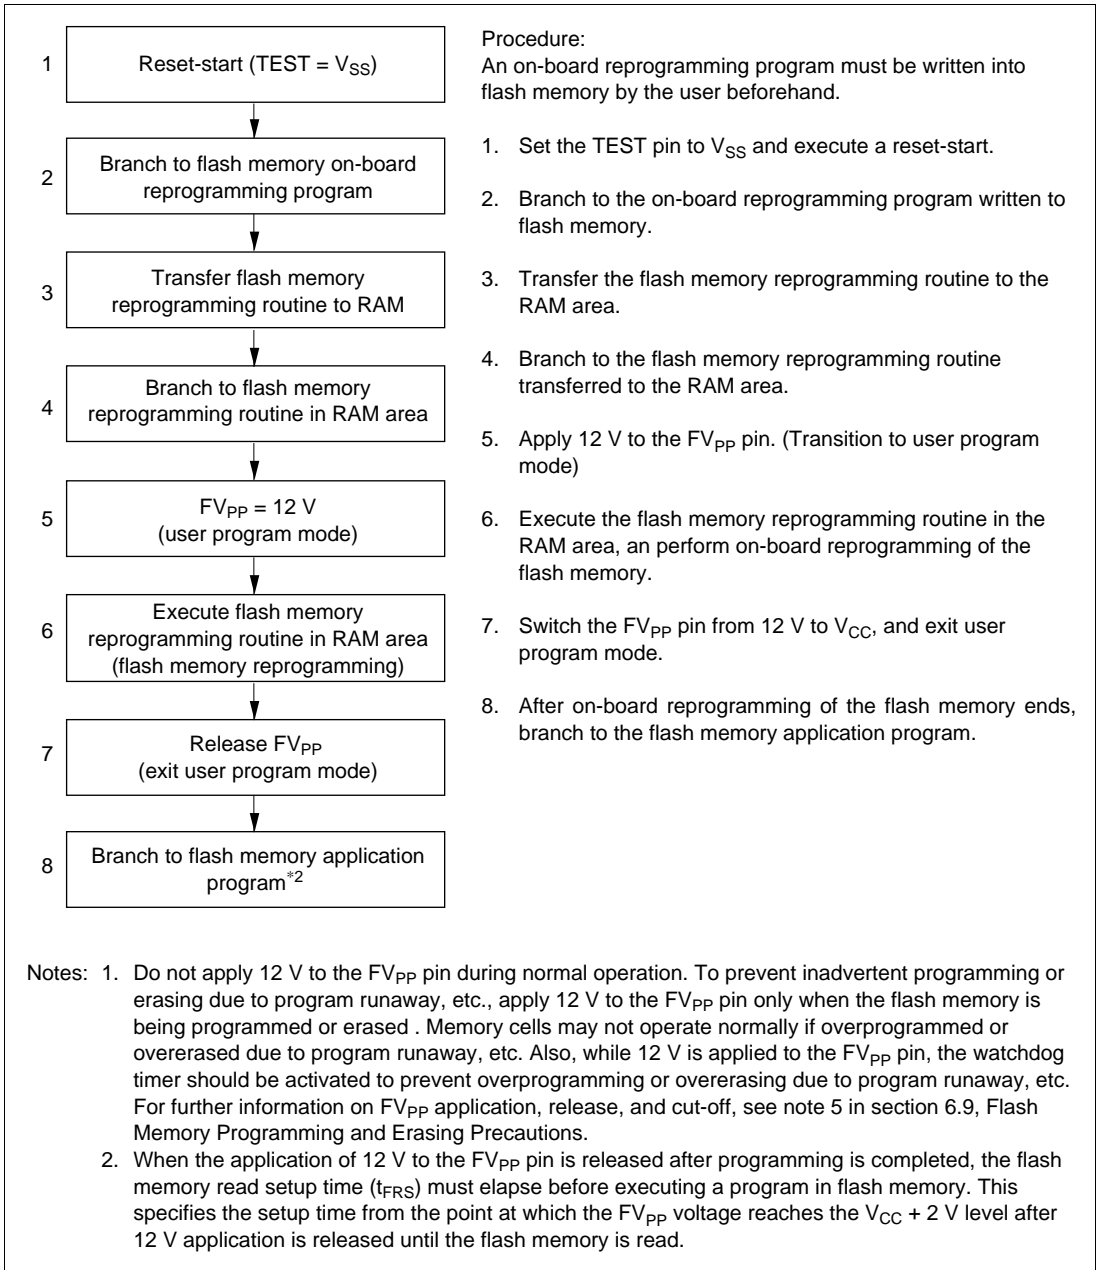 1
Reset-start (TEST = VSS)
2
Branch to flash memory on-board
reprogramming program
3
Transfer flash memory
reprogramming routine to RAM
4
Branch to flash memory
reprogramming routine in RAM area
5
FVPP = 12 V
(user program mode)
6
Execute flash memory
reprogramming routine in RAM area
(flash memory reprogramming)
7
Release FVPP
(exit user program mode)
8
Branch to flash memory application
program*2
Procedure:
An on-board reprogramming program must be written into
flash memory by the user beforehand.
1. Set the TEST pin to VSS and execute a reset-start.
2. Branch to the on-board reprogramming program written to
flash memory.
3. Transfer the flash memory reprogramming routine to the
RAM area.
4. Branch to the flash memory reprogramming routine
transferred to the RAM area.
5. Apply 12 V to the FVPP pin. (Transition to user program
mode)
6. Execute the flash memory reprogramming routine in the
RAM area, an perform on-board reprogramming of the
flash memory.
7. Switch the FVPP pin from 12 V to VCC, and exit user
program mode.
8. After on-board reprogramming of the flash memory ends,
branch to the flash memory application program.
Notes: 1. Do not apply 12 V to the FVPP pin during normal operation. To prevent inadvertent programming or
erasing due to program runaway, etc., apply 12 V to the FVPP pin only when the flash memory is
being programmed or erased . Memory cells may not operate normally if overprogrammed or
overerased due to program runaway, etc. Also, while 12 V is applied to the FVPP pin, the watchdog
timer should be activated to prevent overprogramming or overerasing due to program runaway, etc.
For further information on FVPP application, release, and cut-off, see note 5 in section 6.9, Flash
Memory Programming and Erasing Precautions.
2. When the application of 12 V to the FVPP pin is released after programming is completed, the flash
memory read setup time (tFRS) must elapse before executing a program in flash memory. This
specifies the setup time from the point at which the FVPP voltage reaches the VCC + 2 V level after
12 V application is released until the flash memory is read.